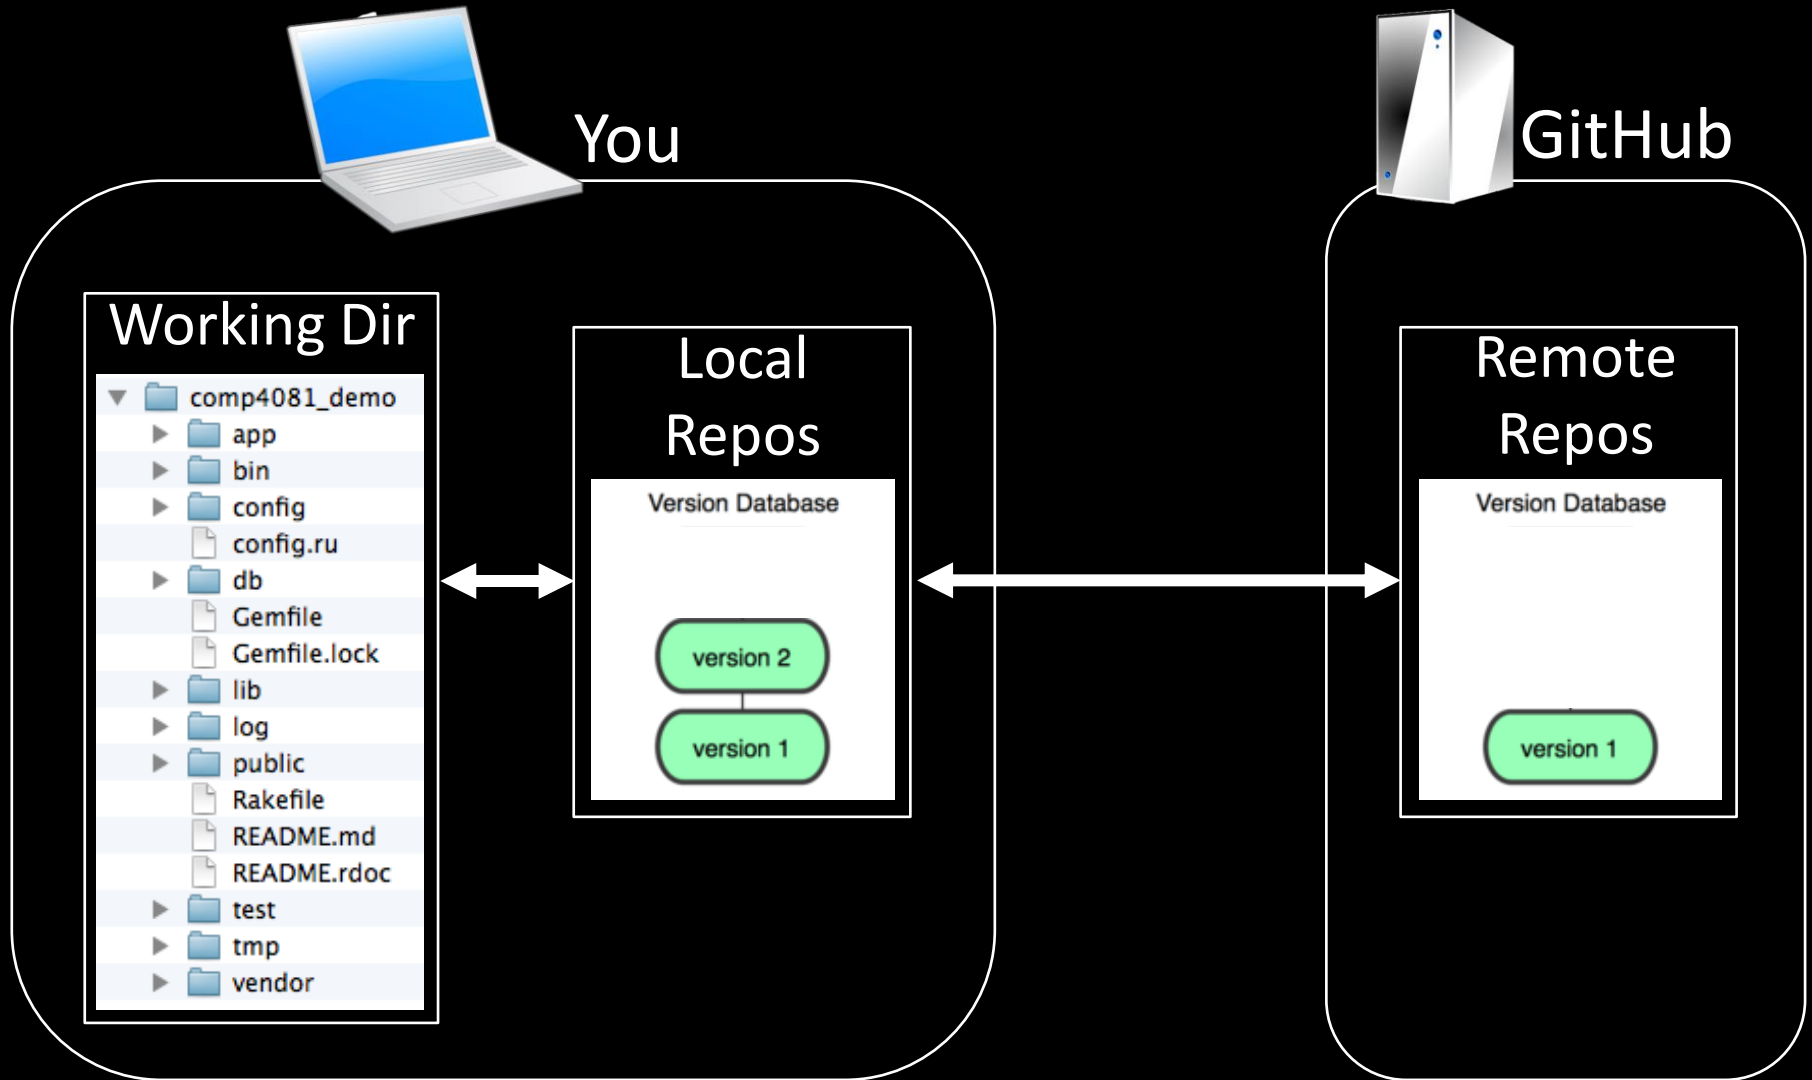 You
GitHub
Working Dir
comp4081_demo
app
bin
config
config.ru
db
Gemfile
Gemfile.lock
lib
log
public
Rakefile
README.md
README.rdoc
test
tmp
vendor
Local
Repos
Version Database
version 2
version 1
Remote
Repos
Version Database
version 1